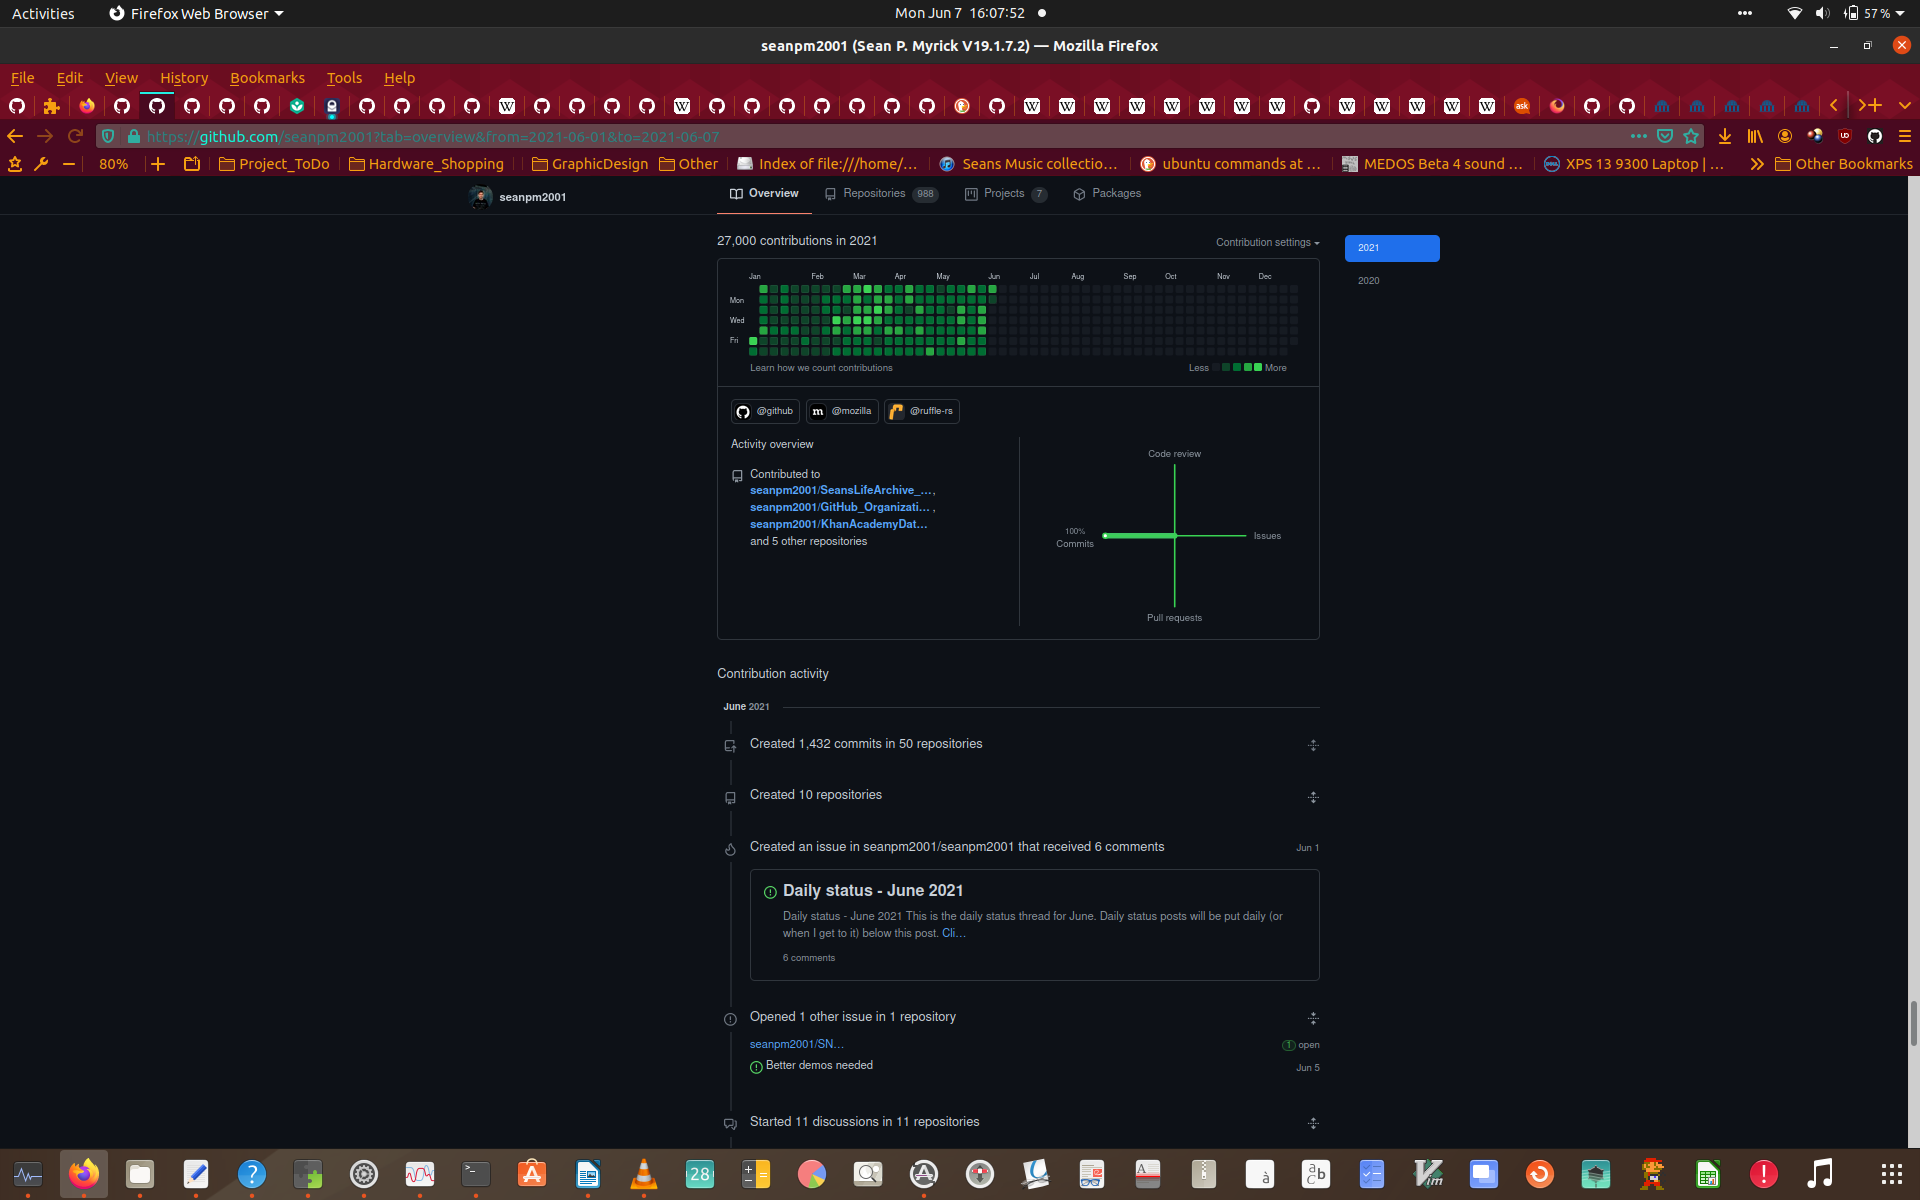 Activities Firefox Web Browser Mon Jun 7 16:07:52 57 %
seanpm2001 (Sean P. Myrick V19.1.7.2) — Mozilla Firefox
File Edit View History Bookmarks Tools Help
https://github.com/seanpm2001?tab=overview&from=2021-06-01&to=2021-06-07
80% Project_ToDo Hardware_Shopping GraphicDesign Other Index of file:///home/… Seans Music collectio… ubuntu commands at … MEDOS Beta 4 sound … XPS 13 9300 Laptop | … Other Bookmarks
seanpm2001 Overview Repositories 988 Projects 7 Packages
27,000 contributions in 2021 Contribution settings 2021
2020
Jan Feb Mar Apr May Jun Jul Aug Sep Oct Nov Dec
Mon
Wed
Fri
Learn how we count contributions Less More
@github @mozilla @ruffle-rs
Activity overview
Code review
Contributed to
seanpm2001/SeansLifeArchive_…,
seanpm2001/GitHub_Organizati… ,
seanpm2001/KhanAcademyDat…
and 5 other repositories
100%
Commits
Issues
Pull requests
Contribution activity
June 2021
Created 1,432 commits in 50 repositories
Created 10 repositories
Created an issue in seanpm2001/seanpm2001 that received 6 comments Jun 1
Daily status - June 2021
Daily status - June 2021 This is the daily status thread for June. Daily status posts will be put daily (or
when I get to it) below this post. Cli…
6 comments
Opened 1 other issue in 1 repository
seanpm2001/SN… 1 open
Better demos needed Jun 5
Started 11 discussions in 11 repositories
28